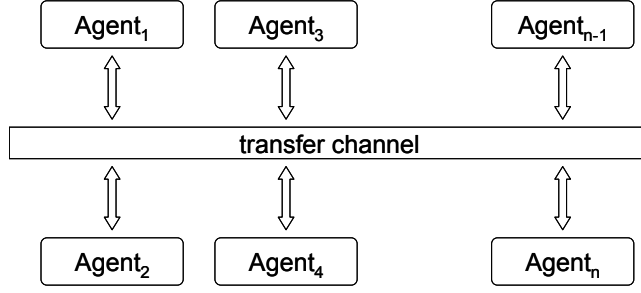 Agent₁ Agent₃ Agentₙ₋₁
transfer channel
Agent₂ Agent₄ Agentₙ